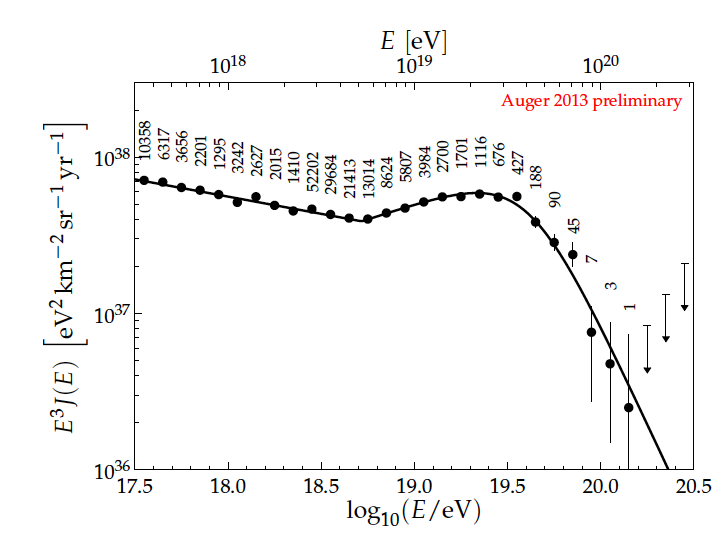 E [eV]
10^18 10^19 10^20
Auger 2013 preliminary
10358 6317 3656 2201 1295 3242 2627 2015 1410 52202 29684 21413 13014 8624 5807 3984 2700 1701 1116 676 427 188 90 45 7 3 1
E^3 J(E) [eV^2 km^−2 sr^−1 yr^−1]
10^38
10^37
10^36
17.5 18.0 18.5 19.0 19.5 20.0 20.5
log_10(E/eV)